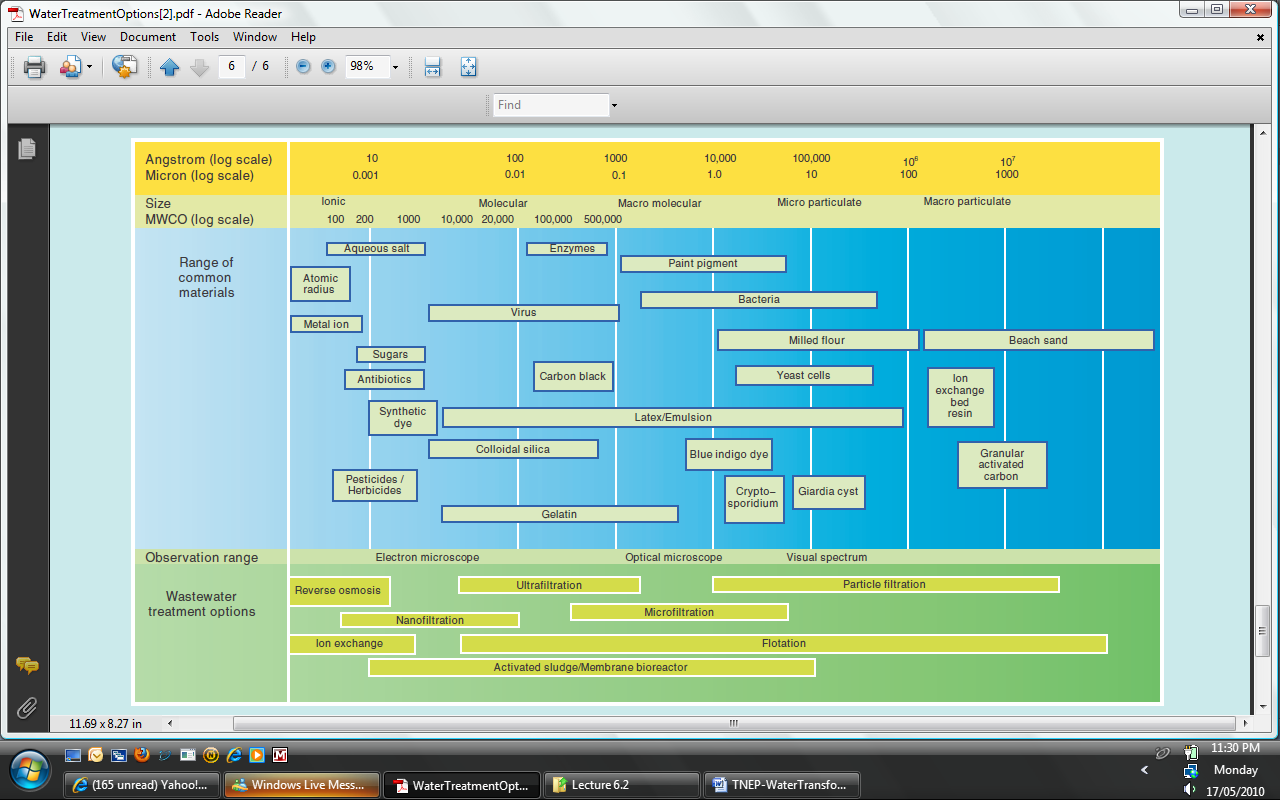 WaterTreatmentOptions[2].pdf - Adobe Reader
File Edit View Document Tools Window Help
6 / 6 98%
Find
Angstrom (log scale) 10 100 1000 10,000 100,000 10⁶ 10⁷
Micron (log scale) 0.001 0.01 0.1 1.0 10 100 1000
Size Ionic Molecular Macro molecular Micro particulate Macro particulate
MWCO (log scale) 100 200 1000 10,000 20,000 100,000 500,000
Range of
common
materials
Aqueous salt
Enzymes
Paint pigment
Atomic
radius
Bacteria
Virus
Metal ion
Milled flour
Beach sand
Sugars
Antibiotics
Carbon black
Yeast cells
Ion
exchange
bed
resin
Synthetic
dye
Latex/Emulsion
Colloidal silica
Blue indigo dye
Granular
activated
carbon
Pesticides /
Herbicides
Crypto–
sporidium
Giardia cyst
Gelatin
Observation range Electron microscope Optical microscope Visual spectrum
Wastewater
treatment options
Reverse osmosis
Ultrafiltration
Particle filtration
Nanofiltration
Microfiltration
Ion exchange
Flotation
Activated sludge/Membrane bioreactor
11.69 x 8.27 in
(165 unread) Yahoo!...
Windows Live Mess...
WaterTreatmentOpt...
Lecture 6.2
TNEP-WaterTransfo...
11:30 PM
Monday
17/05/2010